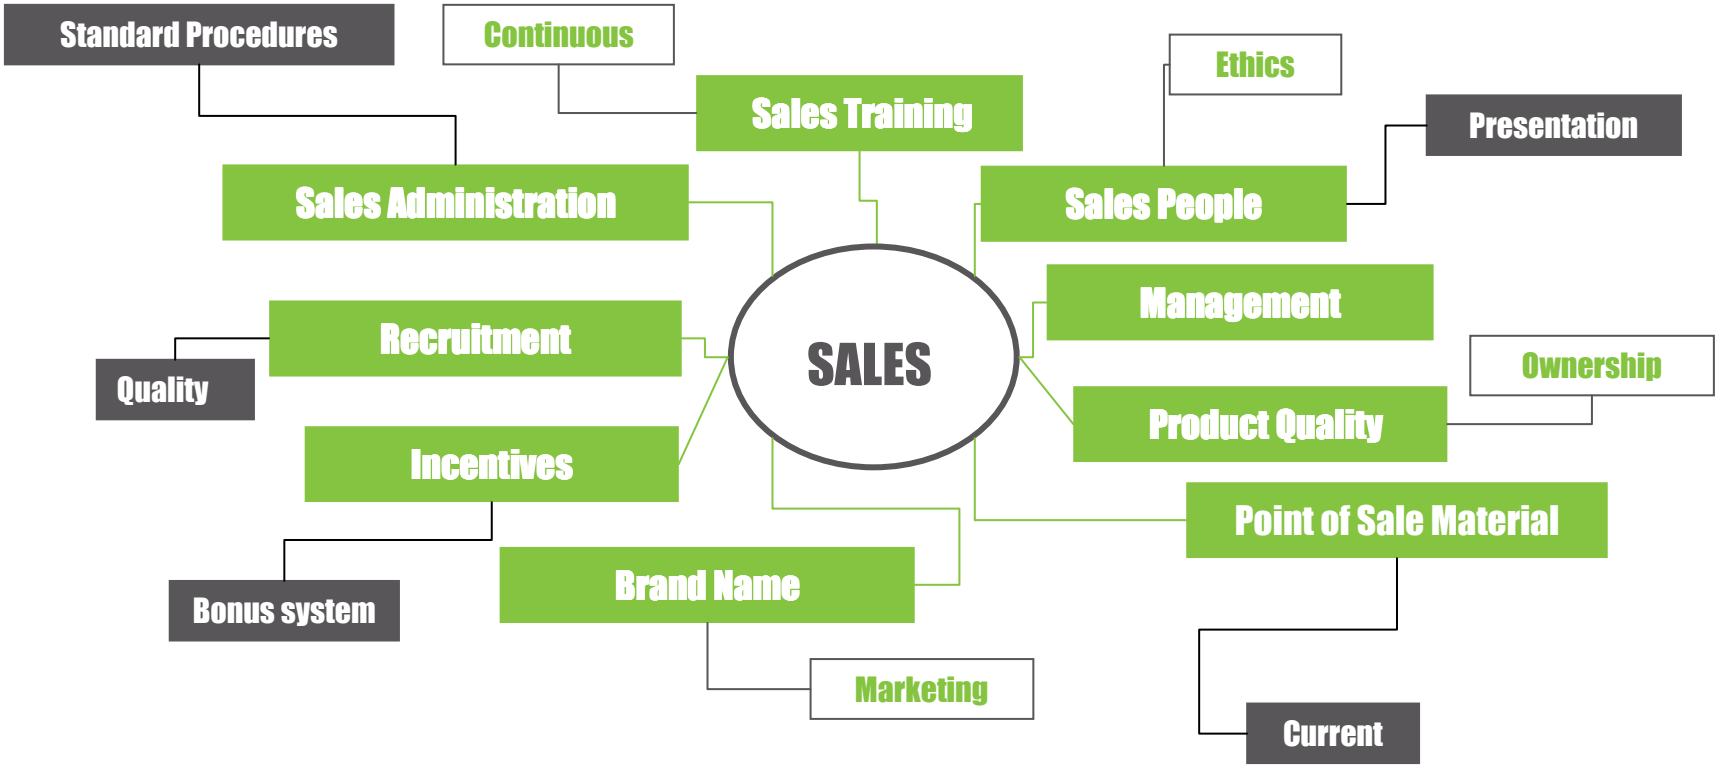 Standard Procedures
Continuous
Ethics
Sales Training
Presentation
Sales Administration
Sales People
Management
Recruitment
SALES
Ownership
Quality
Product Quality
Incentives
Point of Sale Material
Brand Name
Bonus system
Marketing
Current